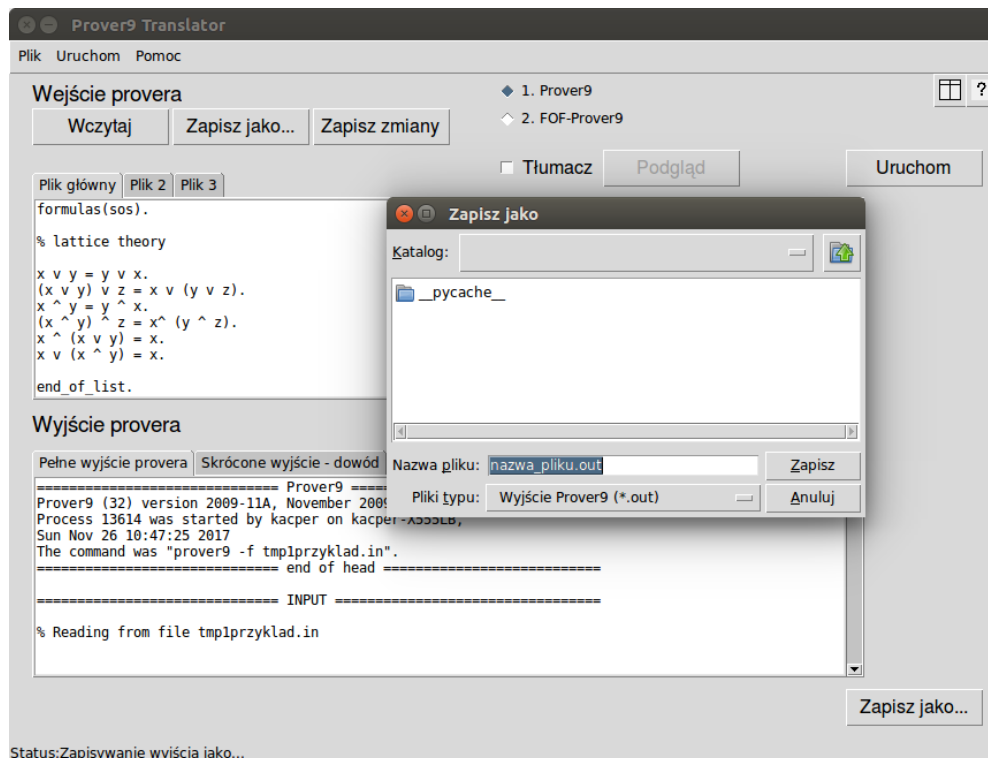 Prover9 Translator
Plik Uruchom Pomoc
Wejście provera
Wczytaj Zapisz jako... Zapisz zmiany
1. Prover9
2. FOF-Prover9
?
Tłumacz Podgląd Uruchom
Plik główny Plik 2 Plik 3
formulas(sos).
% lattice theory
x v y = y v x.
(x v y) v z = x v (y v z).
x ^ y = y ^ x.
(x ^ y) ^ z = x^ (y ^ z).
x ^ (x v y) = x.
x v (x ^ y) = x.
end_of_list.
Zapisz jako
Katalog:
__pycache__
Nazwa pliku: nazwa_pliku.out Zapisz
Pliki typu: Wyjście Prover9 (*.out) Anuluj
Wyjście provera
Pełne wyjście provera Skrócone wyjście - dowód
============================== Prover9 ====
Prover9 (32) version 2009-11A, November 2009
Process 13614 was started by kacper on kacper-X555LB,
Sun Nov 26 10:47:25 2017
The command was "prover9 -f tmp1przyklad.in".
============================== end of head ===========================
============================== INPUT =================================
% Reading from file tmp1przyklad.in
Zapisz jako...
Status:Zapisywanie wyjścia jako...